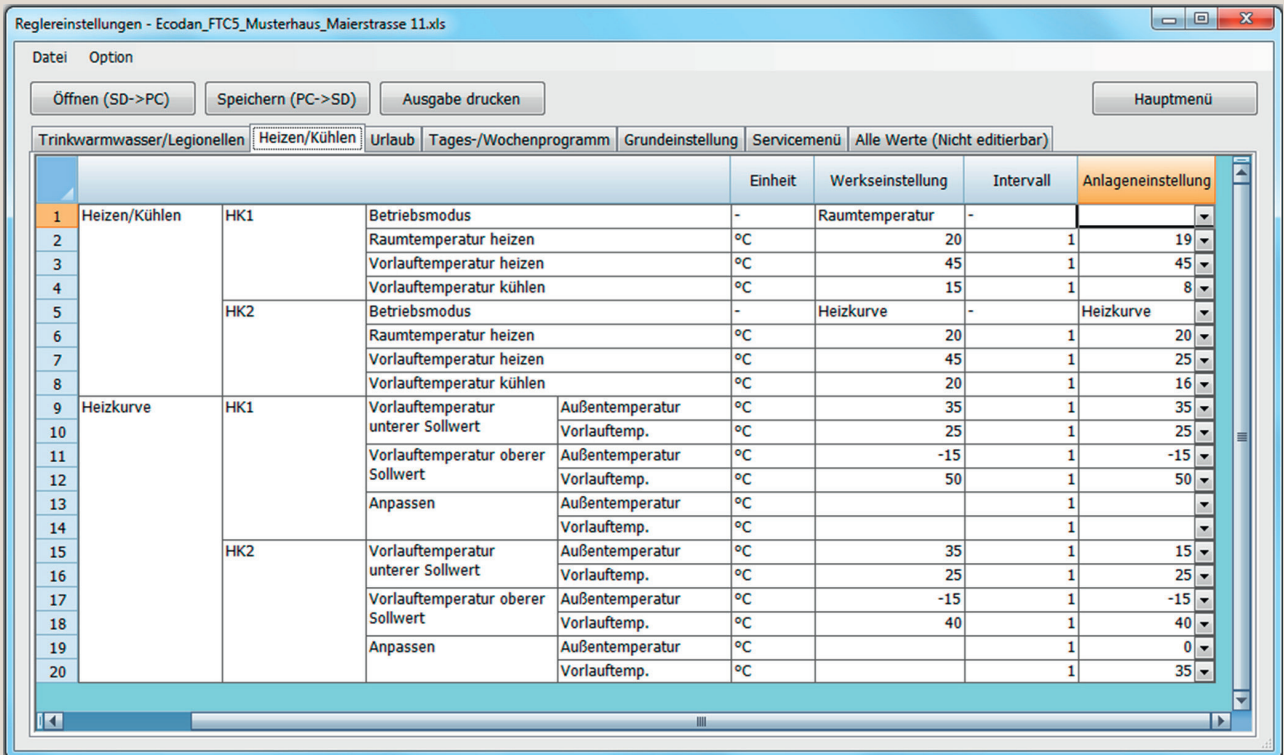 Reglereinstellungen - Ecodan_FTC5_Musterhaus_Maierstrasse 11.xls
Datei Option
Öffnen (SD->PC) Speichern (PC->SD) Ausgabe drucken Hauptmenü
Trinkwarmwasser/Legionellen Heizen/Kühlen Urlaub Tages-/Wochenprogramm Grundeinstellung Servicemenü Alle Werte (Nicht editierbar)
Einheit Werkseinstellung Intervall Anlageneinstellung
1 Heizen/Kühlen HK1 Betriebsmodus - Raumtemperatur -
2 Raumtemperatur heizen °C 20 1 19
3 Vorlauftemperatur heizen °C 45 1 45
4 Vorlauftemperatur kühlen °C 15 1 8
5 HK2 Betriebsmodus - Heizkurve - Heizkurve
6 Raumtemperatur heizen °C 20 1 20
7 Vorlauftemperatur heizen °C 45 1 25
8 Vorlauftemperatur kühlen °C 20 1 16
9 Heizkurve HK1 Vorlauftemperatur Außentemperatur °C 35 1 35
10 unterer Sollwert Vorlauftemp. °C 25 1 25
11 Vorlauftemperatur oberer Außentemperatur °C -15 1 -15
12 Sollwert Vorlauftemp. °C 50 1 50
13 Anpassen Außentemperatur °C 1
14 Vorlauftemp. °C 1
15 HK2 Vorlauftemperatur Außentemperatur °C 35 1 15
16 unterer Sollwert Vorlauftemp. °C 25 1 25
17 Vorlauftemperatur oberer Außentemperatur °C -15 1 -15
18 Sollwert Vorlauftemp. °C 40 1 40
19 Anpassen Außentemperatur °C 1 0
20 Vorlauftemp. °C 1 35